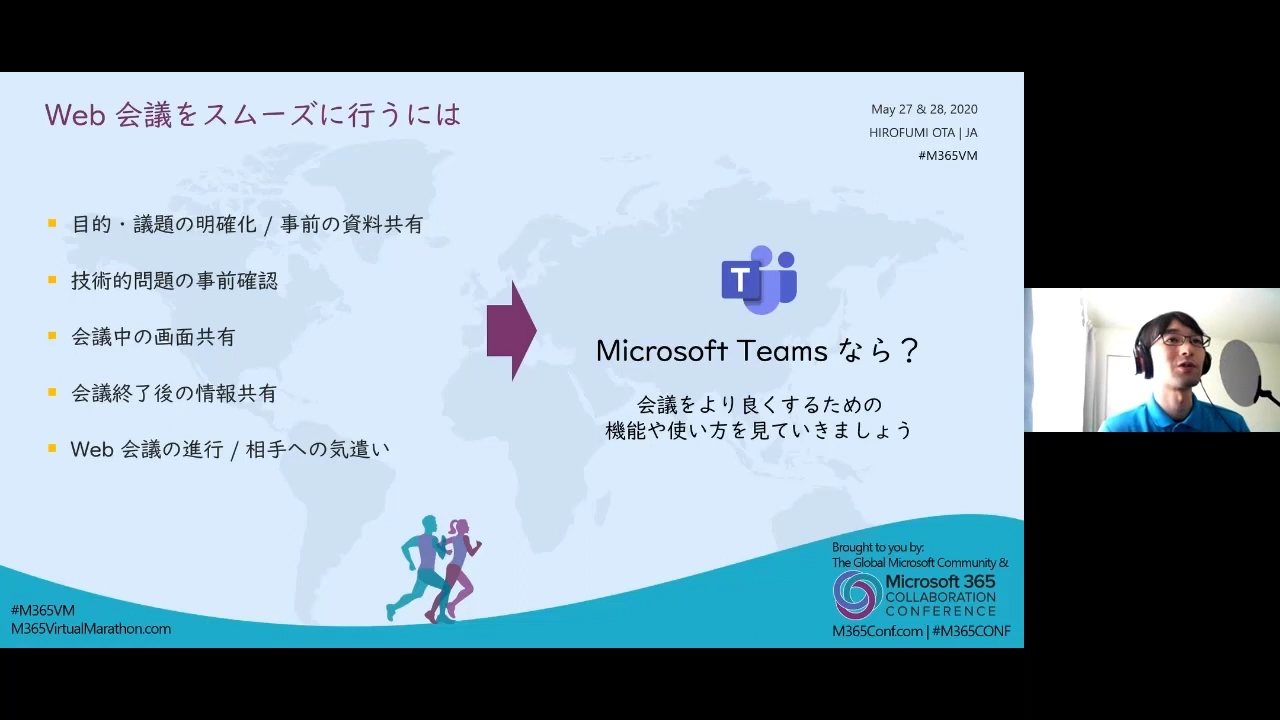 Web 会議をスムーズに行うには
May 27 & 28, 2020
HIROFUMI OTA | JA
#M365VM
目的・議題の明確化 / 事前の資料共有
技術的問題の事前確認
会議中の画面共有
会議終了後の情報共有
Web 会議の進行 / 相手への気遣い
T
Microsoft Teams なら？
会議をより良くするための
機能や使い方を見ていきましょう
#M365VM
M365VirtualMarathon.com
Brought to you by:
The Global Microsoft Community &
Microsoft 365
COLLABORATION
CONFERENCE
M365Conf.com | #M365CONF